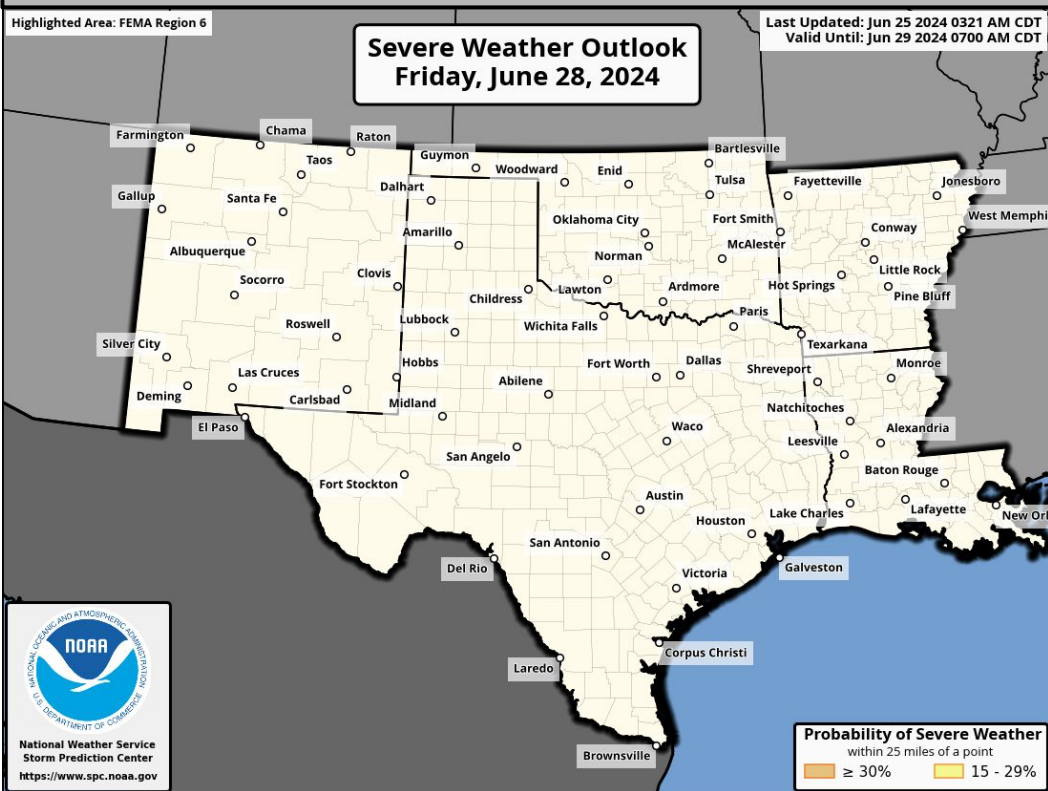 Highlighted Area: FEMA Region 6
Last Updated: Jun 25 2024 0321 AM CDT
Valid Until: Jun 29 2024 0700 AM CDT
Severe Weather Outlook
Friday, June 28, 2024
Farmington
Chama
Raton
Taos
Guymon
Woodward
Enid
Bartlesville
Tulsa
Fayetteville
Jonesboro
Gallup
Santa Fe
Dalhart
Oklahoma City
Fort Smith
West Memphi
Albuquerque
Amarillo
Norman
McAlester
Conway
Socorro
Clovis
Childress
Lawton
Ardmore
Hot Springs
Little Rock
Pine Bluff
Roswell
Lubbock
Wichita Falls
Paris
Texarkana
Silver City
Las Cruces
Hobbs
Fort Worth
Dallas
Shreveport
Monroe
Deming
Carlsbad
Midland
Abilene
Natchitoches
El Paso
San Angelo
Waco
Leesville
Alexandria
Fort Stockton
Baton Rouge
Austin
Houston
Lake Charles
Lafayette
New Orl
San Antonio
Del Rio
Galveston
Victoria
Laredo
Corpus Christi
Brownsville
NATIONAL OCEANIC AND ATMOSPHERIC ADMINISTRATION
NOAA
U.S. DEPARTMENT OF COMMERCE
National Weather Service
Storm Prediction Center
https://www.spc.noaa.gov
Probability of Severe Weather
within 25 miles of a point
≥ 30%
15 - 29%